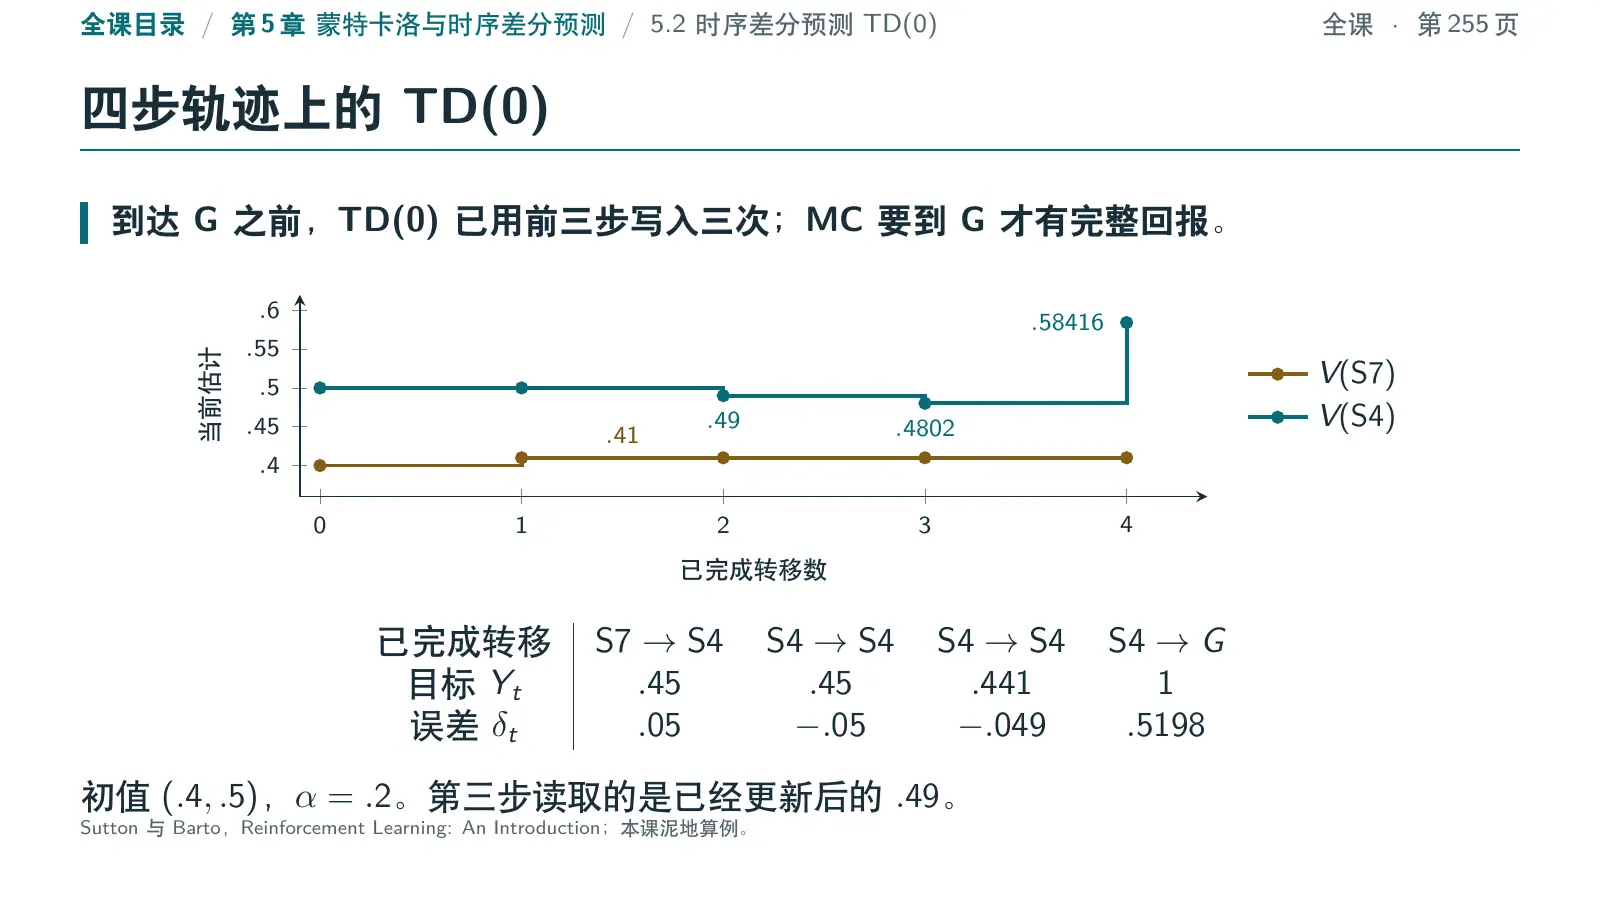 全课目录 / 第 5 章 蒙特卡洛与时序差分预测 / 5.2 时序差分预测 TD(0)
全课 · 第 255 页
四步轨迹上的 TD(0)
到达 G 之前，TD(0) 已用前三步写入三次；MC 要到 G 才有完整回报。
.6
.55
.5
.45
.4
当前估计
.58416
.49
.4802
.41
0 1 2 3 4
已完成转移数
V(S7)
V(S4)
已完成转移 S7 → S4 S4 → S4 S4 → S4 S4 → G
目标 Yₜ .45 .45 .441 1
误差 δₜ .05 −.05 −.049 .5198
初值 (.4, .5)，α = .2。第三步读取的是已经更新后的 .49。
Sutton 与 Barto，Reinforcement Learning: An Introduction；本课泥地算例。